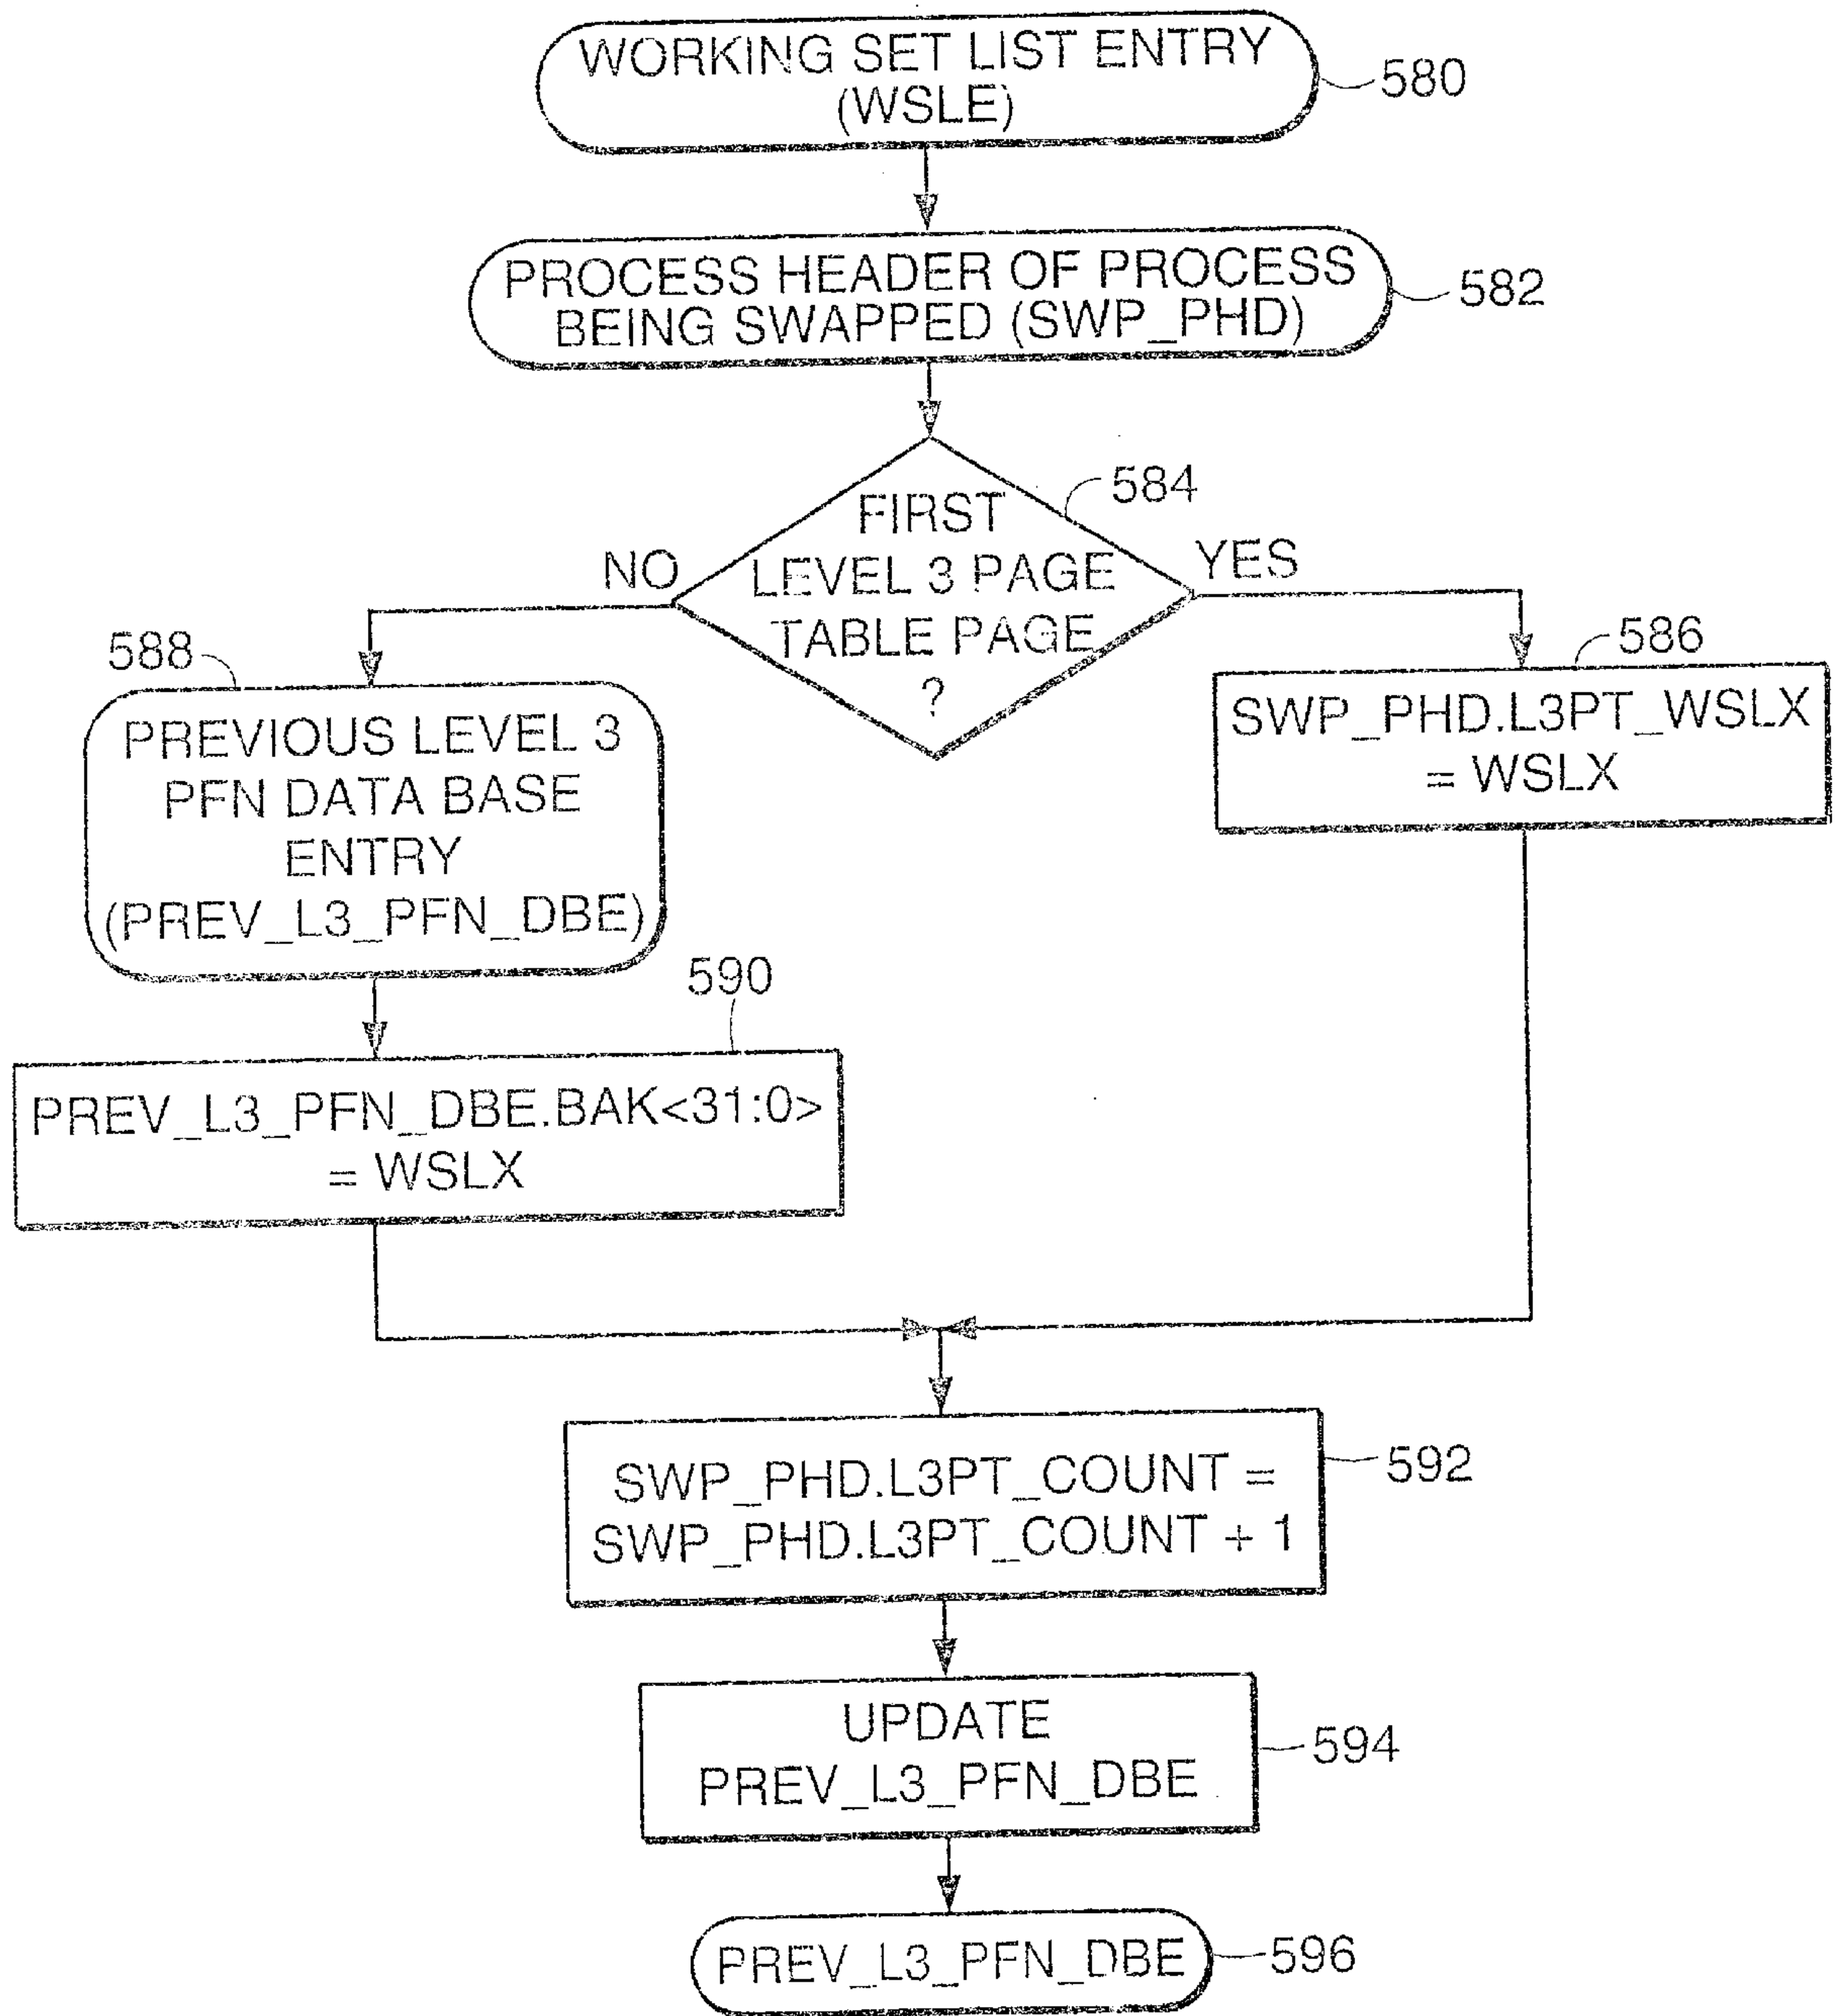 WORKING SET LIST ENTRY
(WSLE)
580
PROCESS HEADER OF PROCESS
BEING SWAPPED (SWP_PHD)
582
584
FIRST
LEVEL 3 PAGE
TABLE PAGE
?
NO
YES
588
PREVIOUS LEVEL 3
PFN DATA BASE
ENTRY
(PREV_L3_PFN_DBE)
586
SWP_PHD.L3PT_WSLX
= WSLX
590
PREV_L3_PFN_DBE.BAK<31:0>
= WSLX
SWP_PHD.L3PT_COUNT =
SWP_PHD.L3PT_COUNT + 1
592
UPDATE
PREV_L3_PFN_DBE
594
PREV_L3_PFN_DBE
596